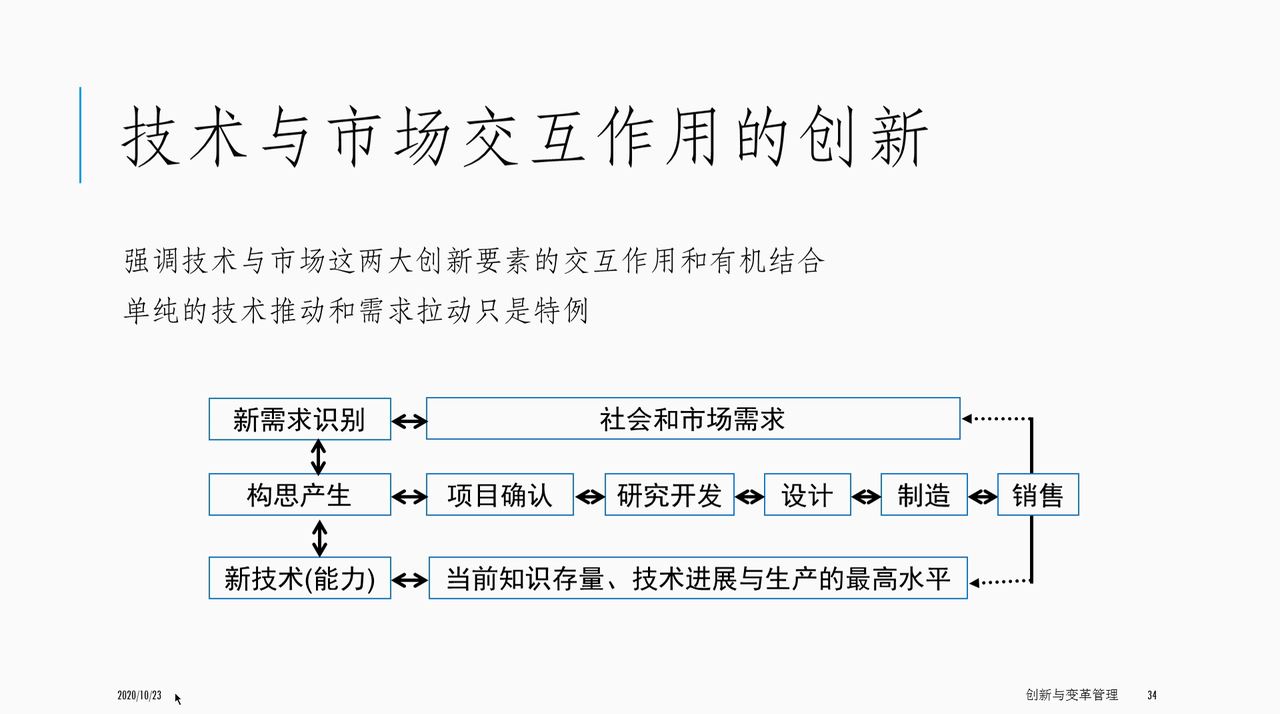 技术与市场交互作用的创新
强调技术与市场这两大创新要素的交互作用和有机结合
单纯的技术推动和需求拉动只是特例
新需求识别
社会和市场需求
构思产生
项目确认
研究开发
设计
制造
销售
新技术(能力)
当前知识存量、技术进展与生产的最高水平
2020/10/23
创新与变革管理
34